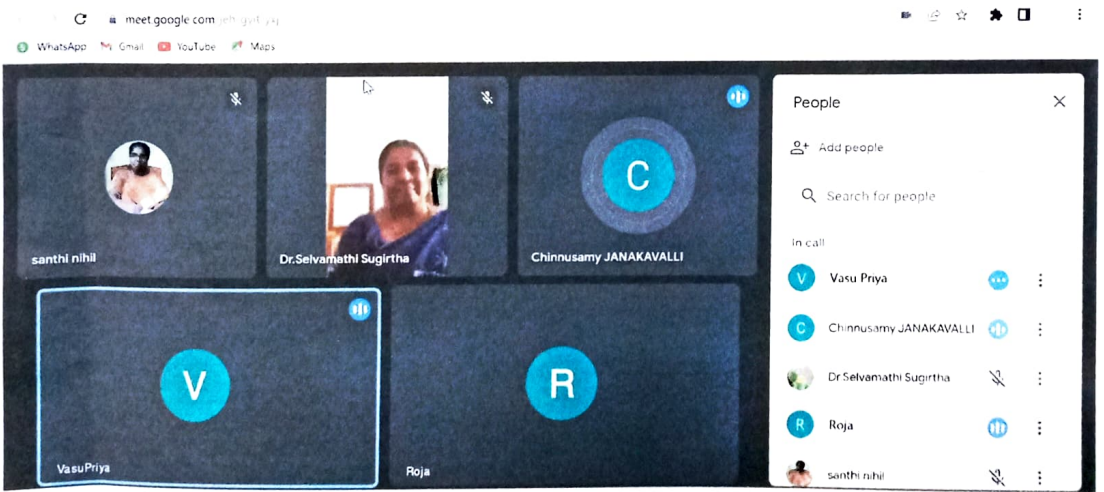 meet.google.com
WhatsApp Gmail YouTube Maps
santhi nihil
Dr.Selvamathi Sugirtha
C
Chinnusamy JANAKAVALLI
V
VasuPriya
R
Roja
People
Add people
Search for people
In call
V Vasu Priya
C Chinnusamy JANAKAVALLI
Dr Selvamathi Sugirtha
R Roja
santhi nihil